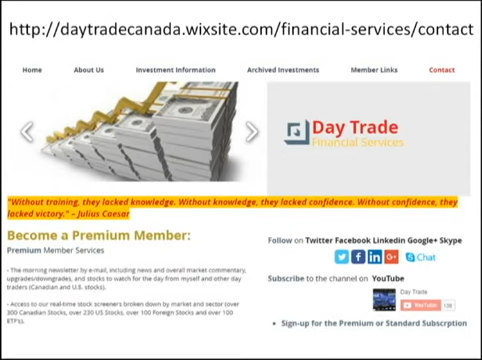 http://daytradecanada.wixsite.com/financial-services/contact
Home About Us Investment Information Archived Investments Member Links Contact
Day Trade
Financial Services
"Without training, they lacked knowledge. Without knowledge, they lacked confidence. Without confidence, they
lacked victory." – Julius Caesar
Become a Premium Member:
Premium Member Services
- The morning newsletter by e-mail, including news and overall market commentary,
upgrades/downgrades, and stocks to watch for the day from myself and other day
traders (Canadian and U.S. stocks).
- Access to our real-time stock screeners broken down by market and sector (over
300 Canadian Stocks, over 230 US Stocks, over 100 Foreign Stocks and over 100
ETF's).
Follow on Twitter Facebook Linkedin Google+ Skype
Chat
Subscribe to the channel on YouTube
Day Trade
YouTube 138
• Sign-up for the Premium or Standard Subscrption